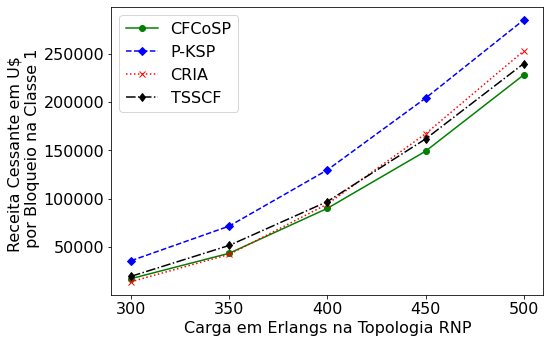 Receita Cessante em U$
por Bloqueio na Classe 1
250000
200000
150000
100000
50000
CFCoSP
P-KSP
CRIA
TSSCF
300 350 400 450 500
Carga em Erlangs na Topologia RNP